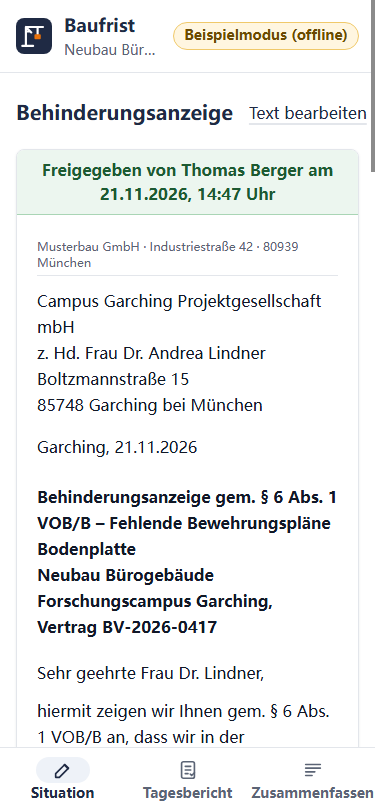 Baufrist
Neubau Bür...
Beispielmodus (offline)
Behinderungsanzeige
Text bearbeiten
Freigegeben von Thomas Berger am
21.11.2026, 14:47 Uhr
Musterbau GmbH · Industriestraße 42 · 80939
München
Campus Garching Projektgesellschaft
mbH
z. Hd. Frau Dr. Andrea Lindner
Boltzmannstraße 15
85748 Garching bei München
Garching, 21.11.2026
Behinderungsanzeige gem. § 6 Abs. 1
VOB/B – Fehlende Bewehrungspläne
Bodenplatte
Neubau Bürogebäude
Forschungscampus Garching,
Vertrag BV-2026-0417
Sehr geehrte Frau Dr. Lindner,
hiermit zeigen wir Ihnen gem. § 6 Abs.
1 VOB/B an, dass wir in der
Situation
Tagesbericht
Zusammenfassen